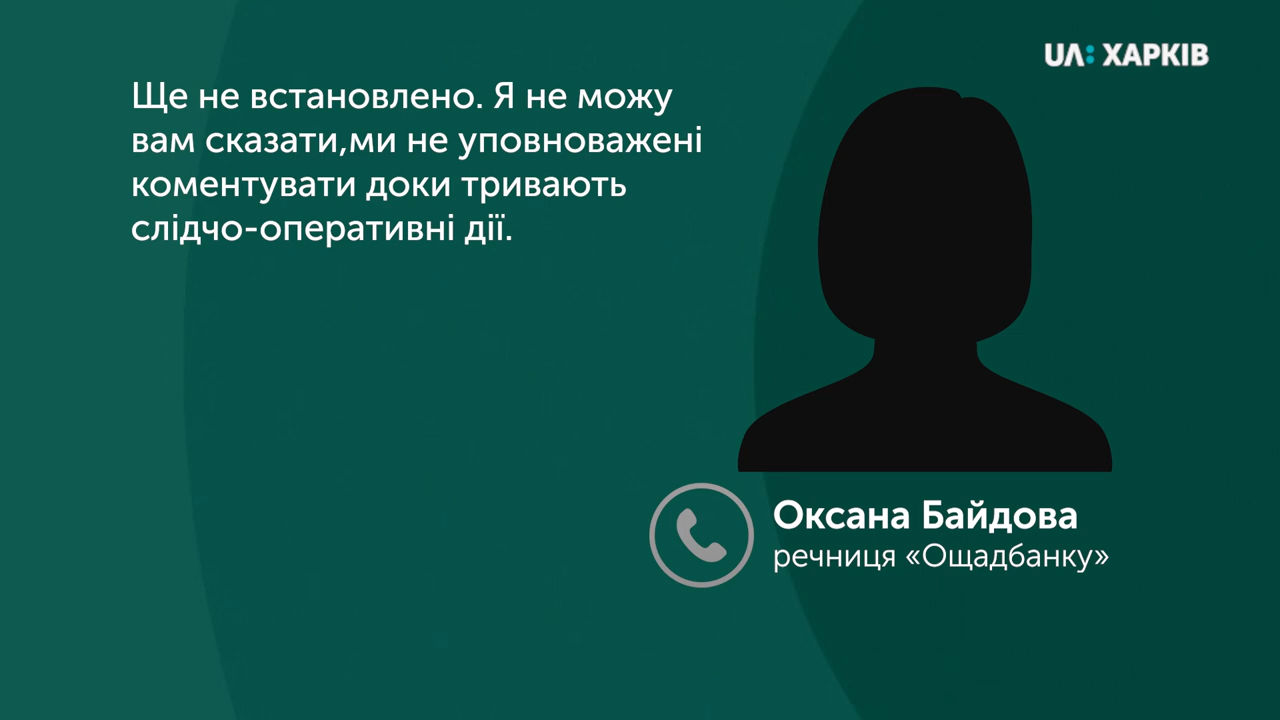 UA: ХАРКІВ
Ще не встановлено. Я не можу
вам сказати,ми не уповноважені
коментувати доки тривають
слідчо-оперативні дії.
Оксана Байдова
речниця «Ощадбанку»